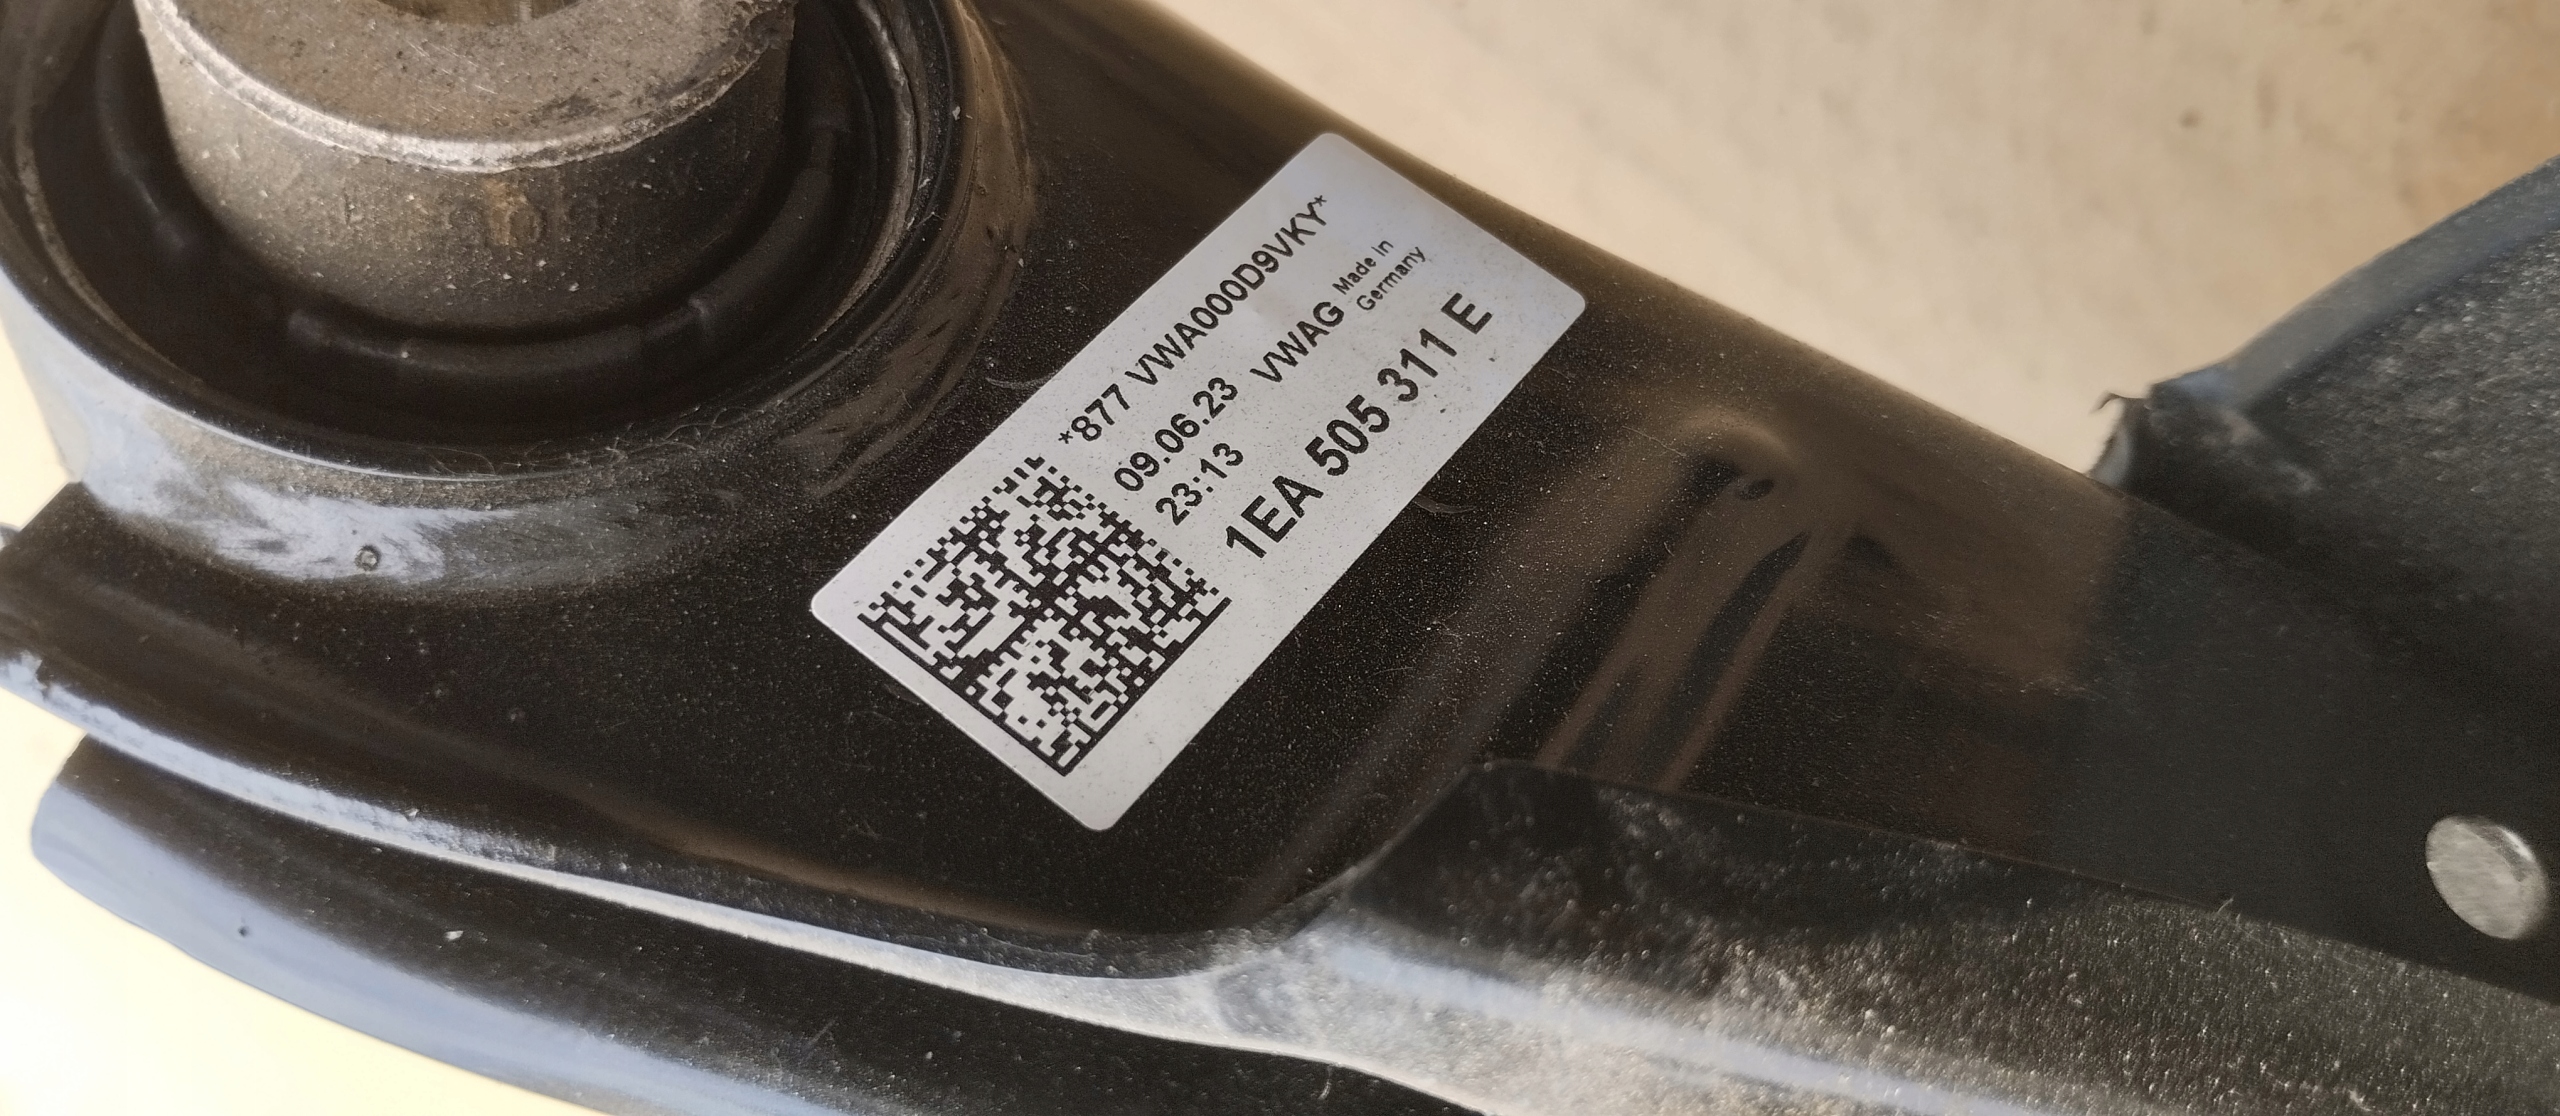 *877 VWA000D9VKY*
09.06.23 VWAG Made in
Germany
23:13
1EA 505 311 E